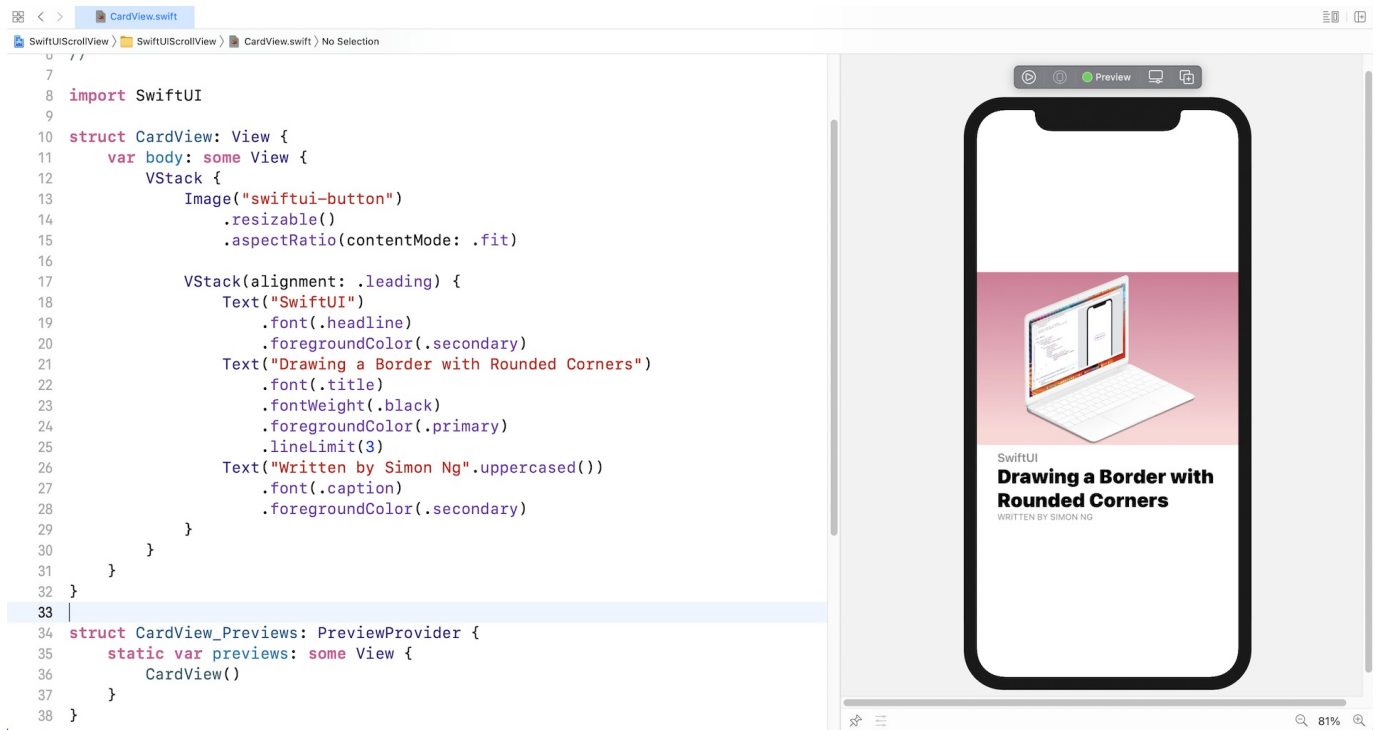 CardView.swift
SwiftUIScrollView 〉 SwiftUIScrollView 〉 CardView.swift 〉 No Selection
6 //
7
8 import SwiftUI
9
10 struct CardView: View {
11     var body: some View {
12         VStack {
13             Image("swiftui-button")
14                 .resizable()
15                 .aspectRatio(contentMode: .fit)
16
17             VStack(alignment: .leading) {
18                 Text("SwiftUI")
19                     .font(.headline)
20                     .foregroundColor(.secondary)
21                 Text("Drawing a Border with Rounded Corners")
22                     .font(.title)
23                     .fontWeight(.black)
24                     .foregroundColor(.primary)
25                     .lineLimit(3)
26                 Text("Written by Simon Ng".uppercased())
27                     .font(.caption)
28                     .foregroundColor(.secondary)
29             }
30         }
31     }
32 }
33
34 struct CardView_Previews: PreviewProvider {
35     static var previews: some View {
36         CardView()
37     }
38 }
Preview
SwiftUI
Drawing a Border with
Rounded Corners
WRITTEN BY SIMON NG
81%